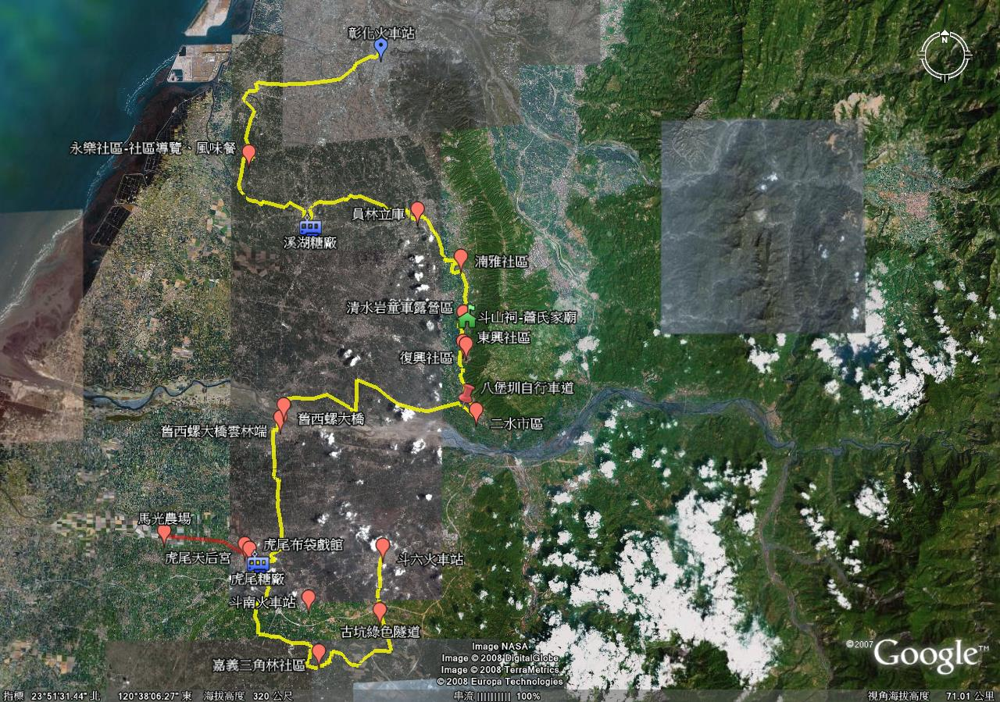 彰化火車站
N
永樂社區-社區導覽、風味餐
員林立庫
溪湖糖廠
湳雅社區
清水岩童軍露營區
斗山祠-蕭氏家廟
東興社區
復興社區
八堡圳自行車道
舊西螺大橋
二水市區
舊西螺大橋雲林端
馬光農場
虎尾布袋戲館
虎尾天后宮
斗六火車站
虎尾糖廠
斗南火車站
古坑綠色隧道
嘉義三角林社區
Image NASA
Image © 2008 DigitalGlobe
Image © 2008 TerraMetrics
© 2008 Europa Technologies
©2007 Google™
指標 23°51'31.44" 北 120°38'06.27" 東 海拔高度 320 公尺 串流 |||||||||| 100% 視角海拔高度 71.01 公里